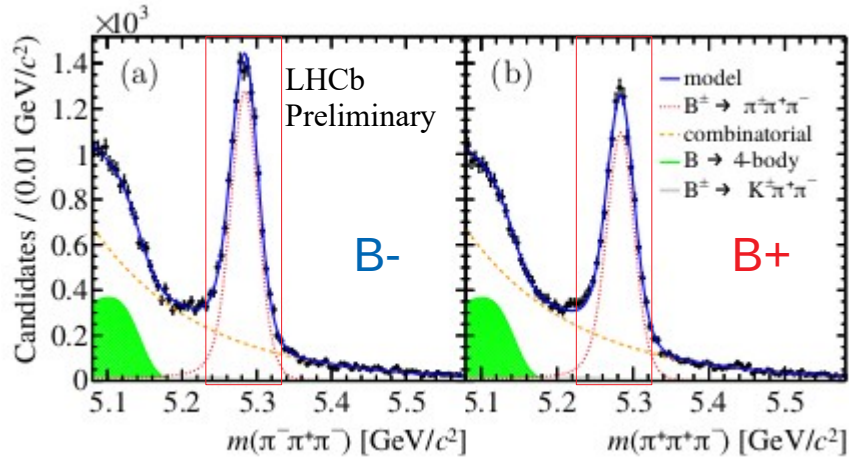 ×10³
Candidates / (0.01 GeV/c²)
1.4
1.2
1
0.8
0.6
0.4
0.2
0
(a)
LHCb
Preliminary
B-
5.1 5.2 5.3 5.4 5.5
m(π⁻π⁺π⁻) [GeV/c²]
(b)
model
B± → π±π⁺π⁻
combinatorial
B → 4-body
B± → K±π⁺π⁻
B+
5.1 5.2 5.3 5.4 5.5
m(π⁺π⁺π⁻) [GeV/c²]